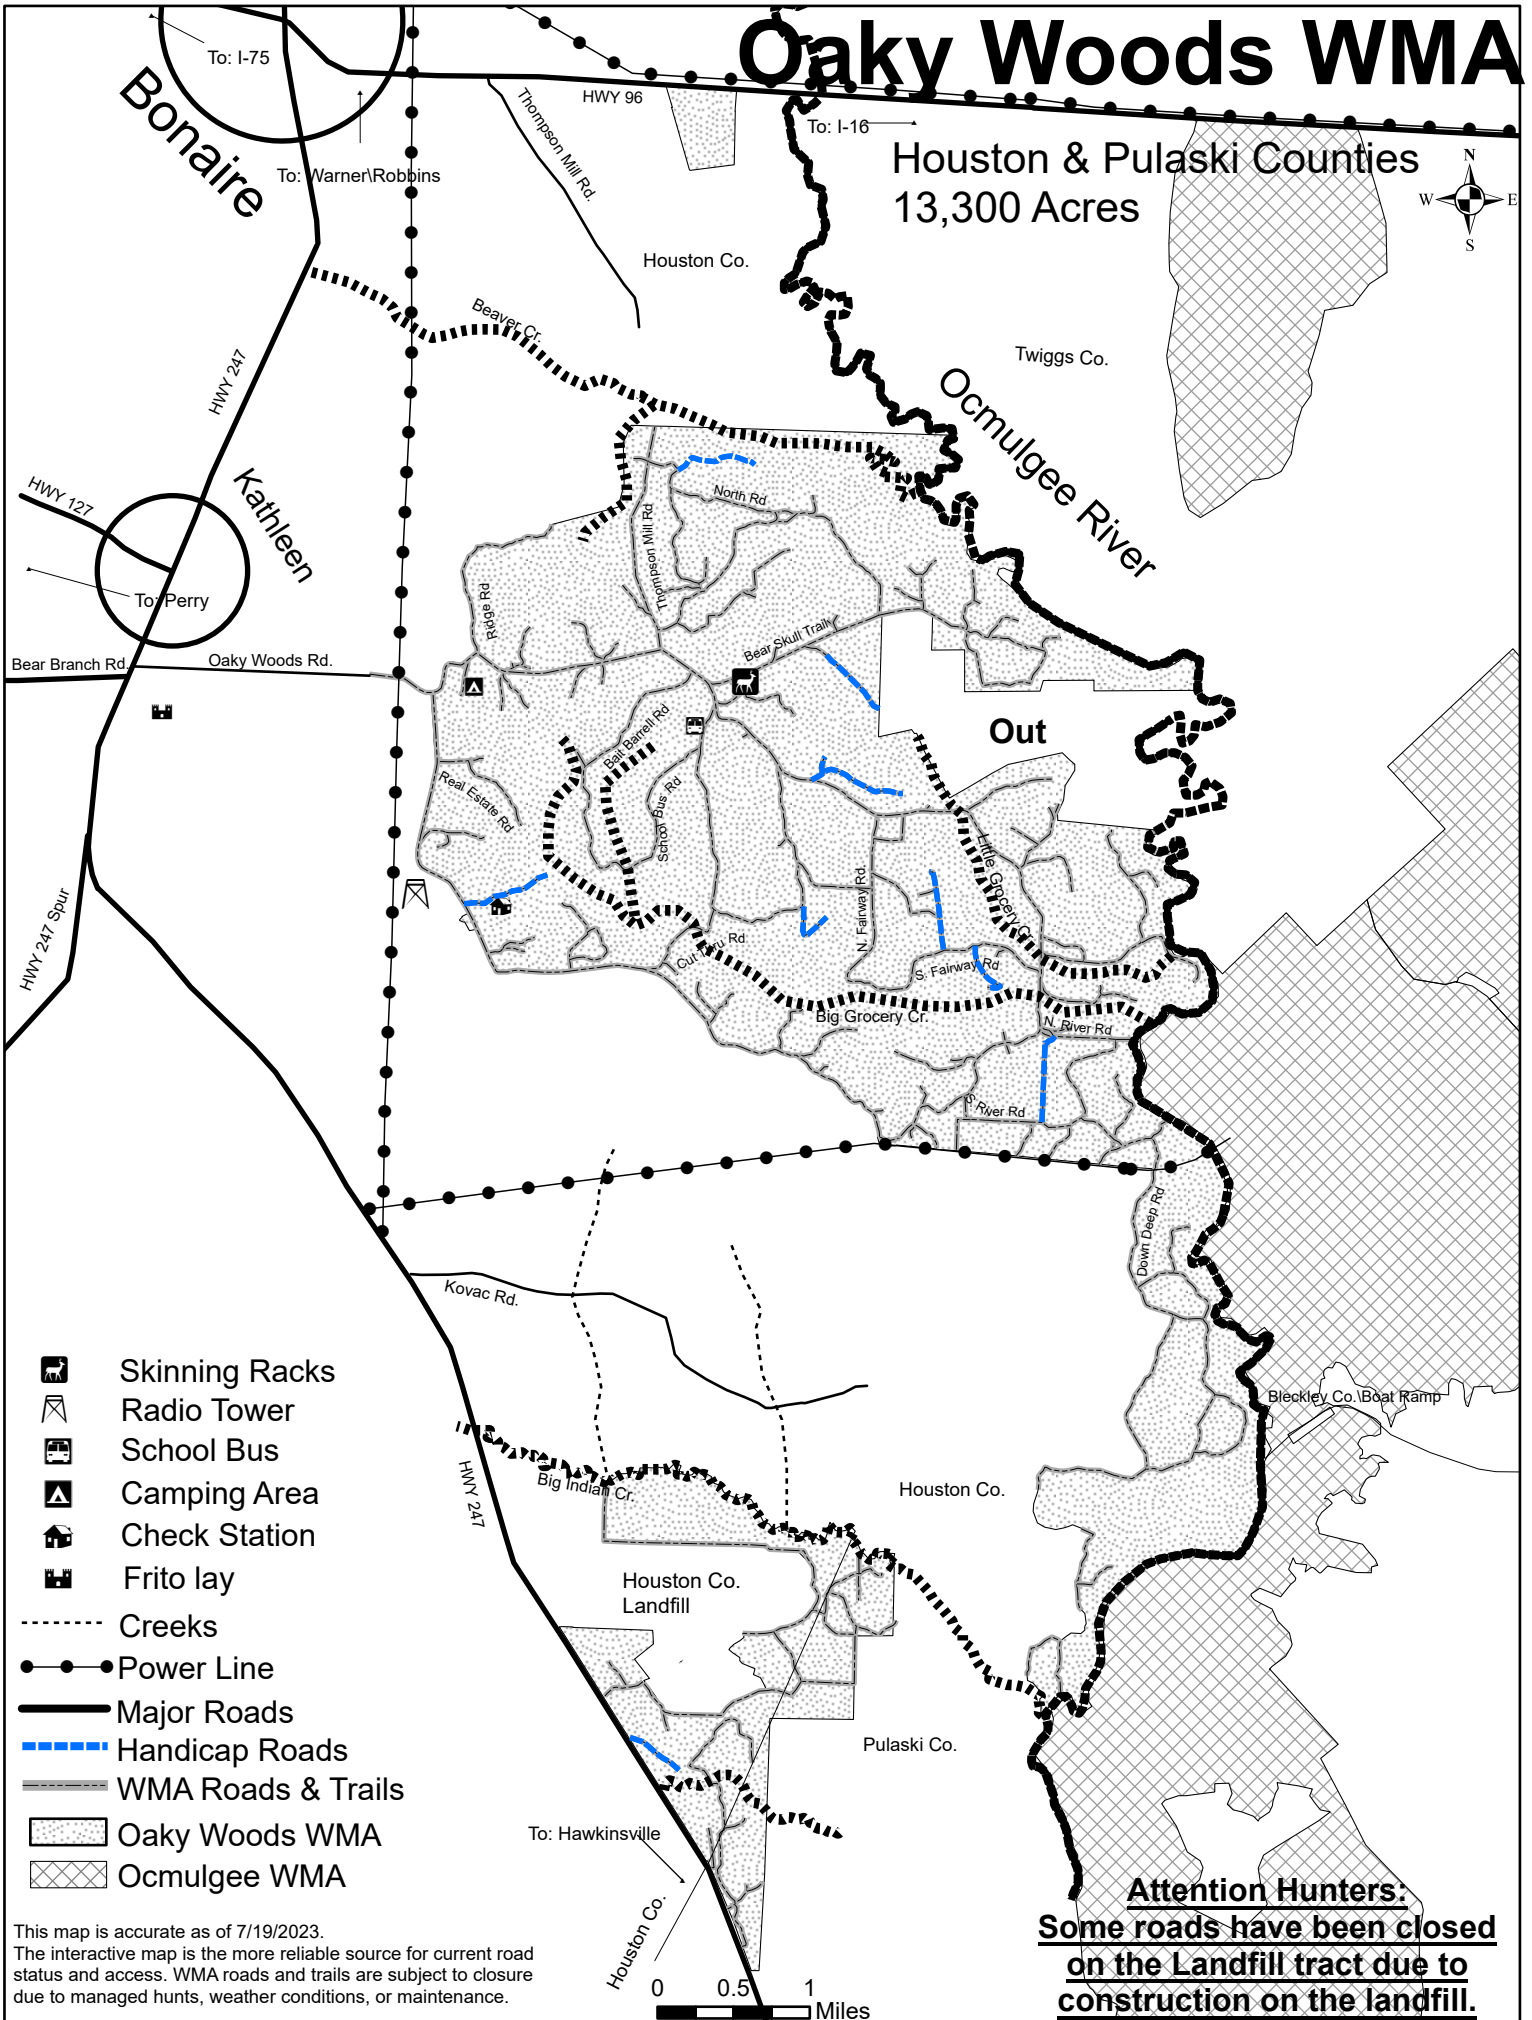 Oaky Woods WMA
To: I-75
Bonaire
HWY 96
Thompson Mill Rd.
To: I-16
Houston & Pulaski Counties
13,300 Acres
N
W
E
S
To: Warner\Robbins
Houston Co.
Beaver Cr.
Twiggs Co.
HWY 247
Ocmulgee River
HWY 127
Kathleen
North Rd
Thompson Mill Rd
Ridge Rd
To: Perry
Bear Skull Trail
Bear Branch Rd.
Oaky Woods Rd.
Out
Bait Barrell Rd
Real Estate Rd
School Bus Rd
Little Grocery Cr.
HWY 247 Spur
N. Fairway Rd.
Cut Thru Rd
S. Fairway Rd
Big Grocery Cr.
N. River Rd
S. River Rd
Down Deep Rd
Kovac Rd.
Bleckley Co.\Boat Ramp
HWY 247
Big Indian Cr.
Houston Co.
Houston Co.
Landfill
Pulaski Co.
To: Hawkinsville
Houston Co.
Skinning Racks
Radio Tower
School Bus
Camping Area
Check Station
Frito lay
Creeks
Power Line
Major Roads
Handicap Roads
WMA Roads & Trails
Oaky Woods WMA
Ocmulgee WMA
This map is accurate as of 7/19/2023.
The interactive map is the more reliable source for current road
status and access. WMA roads and trails are subject to closure
due to managed hunts, weather conditions, or maintenance.
0 0.5 1
Miles
Attention Hunters:
Some roads have been closed
on the Landfill tract due to
construction on the landfill.